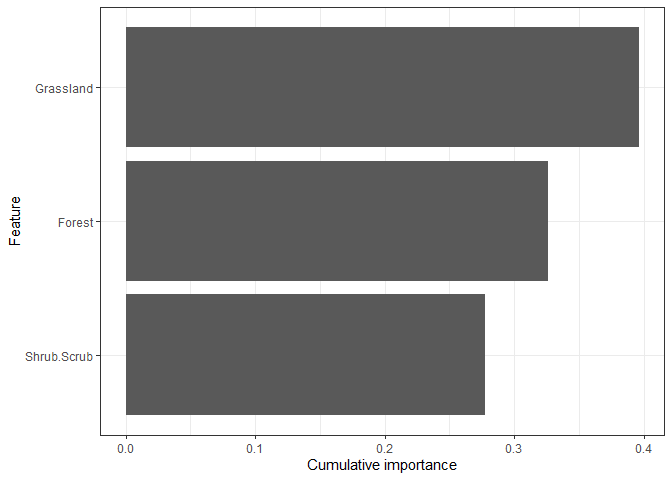 Feature
Grassland
Forest
Shrub.Scrub
0.0 0.1 0.2 0.3 0.4
Cumulative importance